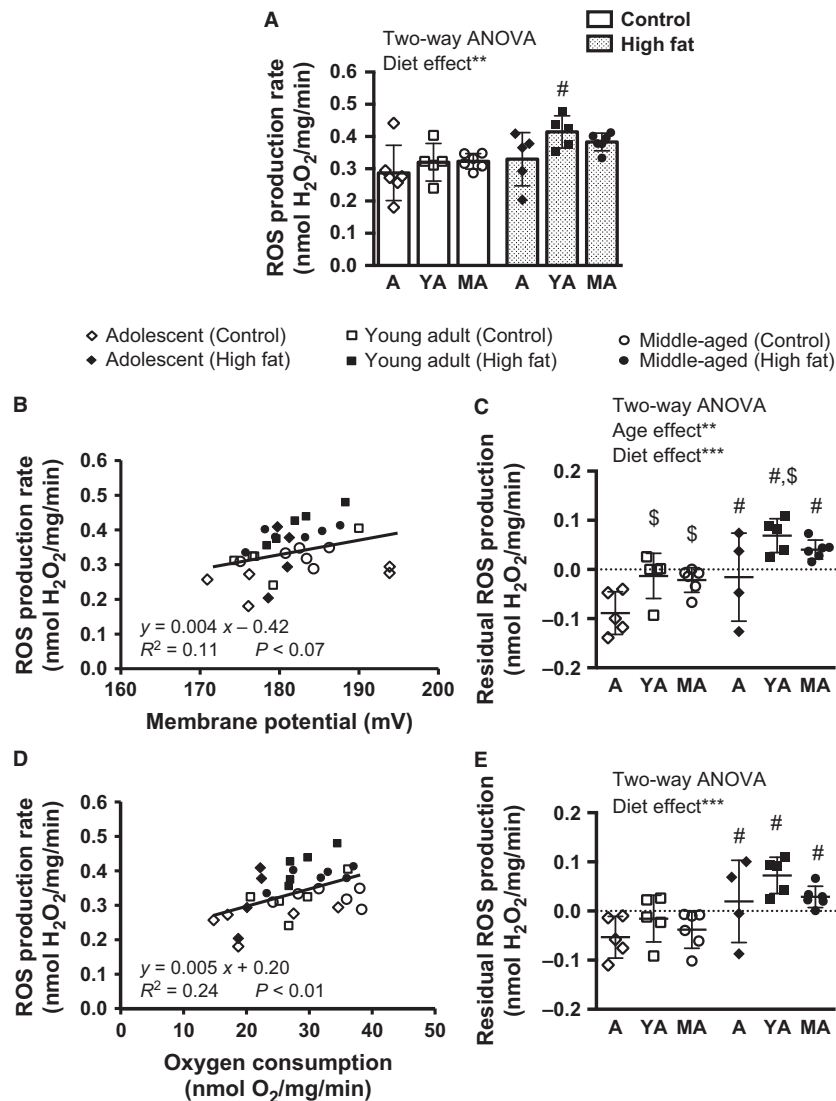 A
Control
High fat
Two-way ANOVA
Diet effect**
ROS production rate
(nmol H₂O₂/mg/min)
0.6
0.5
0.4
0.3
0.2
0.1
0.0
#
A YA MA A YA MA
Adolescent (Control)
Adolescent (High fat)
Young adult (Control)
Young adult (High fat)
Middle-aged (Control)
Middle-aged (High fat)
B
ROS production rate
(nmol H₂O₂/mg/min)
0.6
0.5
0.4
0.3
0.2
0.1
0.0
y = 0.004 x – 0.42
R² = 0.11 P < 0.07
160 170 180 190 200
Membrane potential (mV)
C
Two-way ANOVA
Age effect**
Diet effect***
Residual ROS production
(nmol H₂O₂/mg/min)
0.2
0.1
0.0
–0.1
–0.2
$ $ # #,$ #
A YA MA A YA MA
D
ROS production rate
(nmol H₂O₂/mg/min)
0.6
0.5
0.4
0.3
0.2
0.1
0.0
y = 0.005 x + 0.20
R² = 0.24 P < 0.01
0 10 20 30 40 50
Oxygen consumption
(nmol O₂/mg/min)
E
Two-way ANOVA
Diet effect***
Residual ROS production
(nmol H₂O₂/mg/min)
0.2
0.1
0.0
–0.1
–0.2
# # #
A YA MA A YA MA